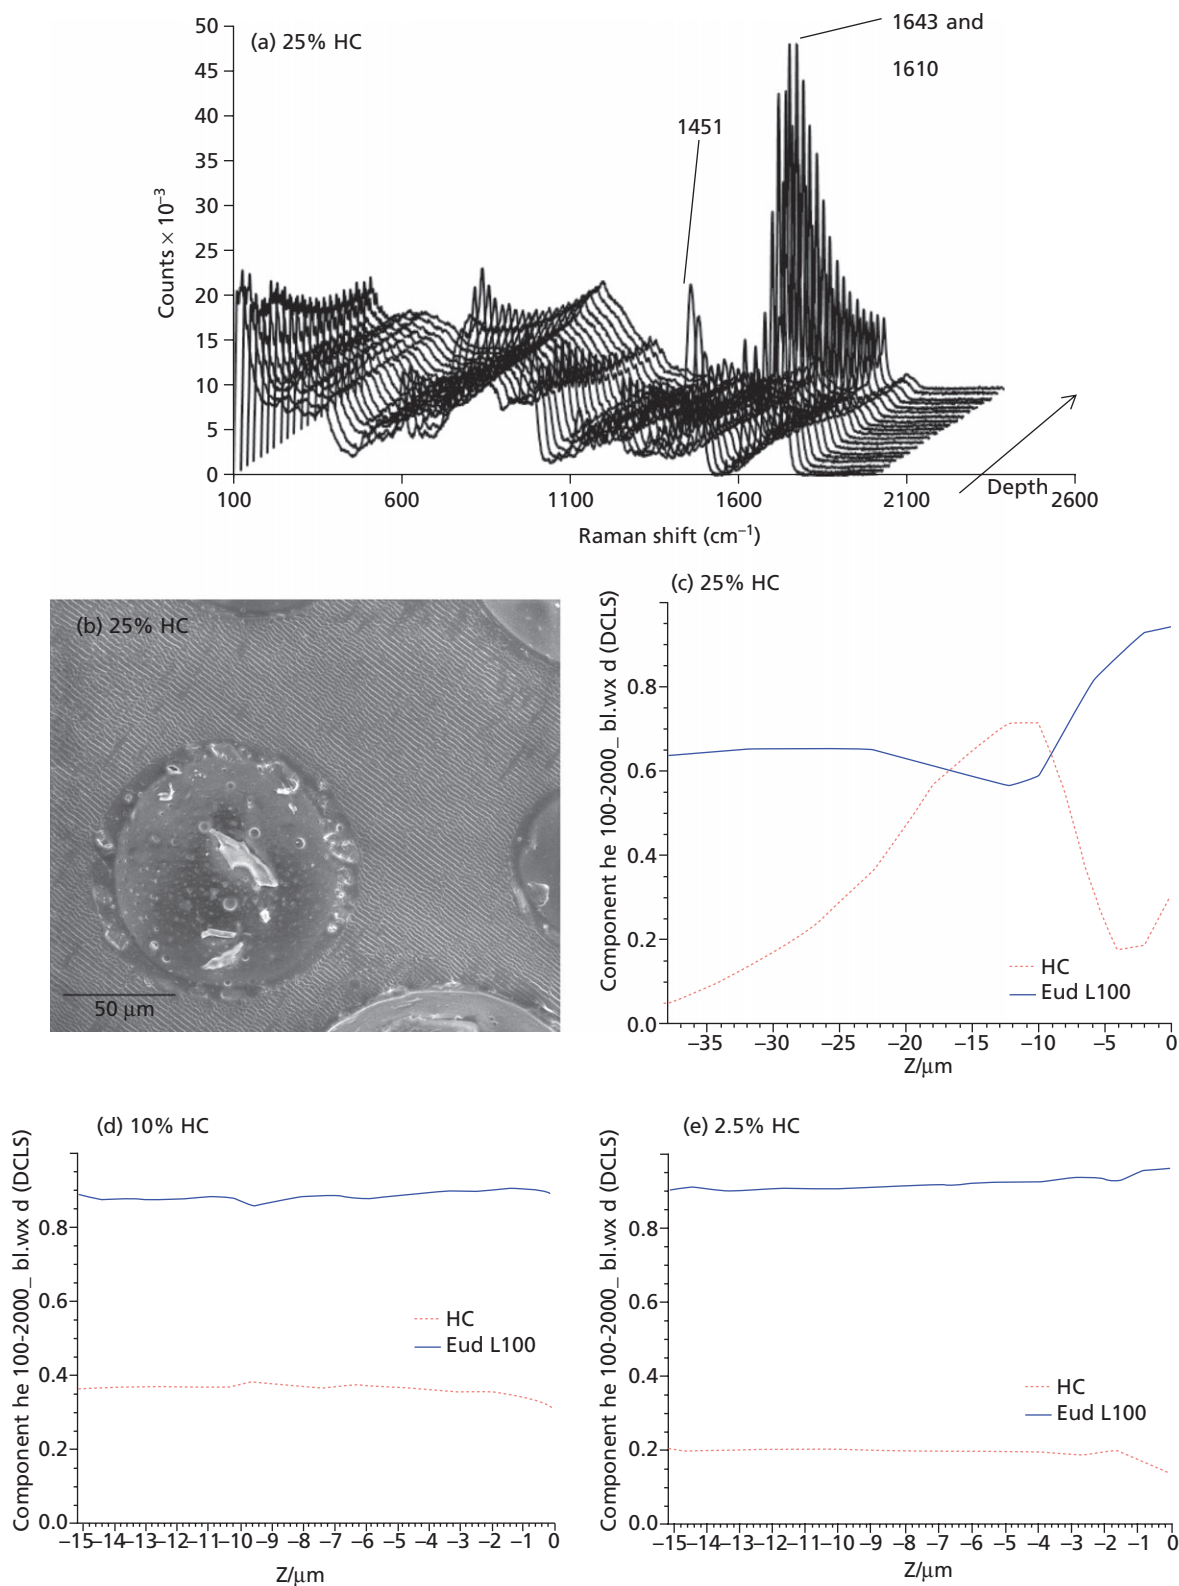 (a) 25% HC
1643 and
1610
1451
50
45
40
35
30
25
20
15
10
5
0
Counts × 10⁻³
100 600 1100 1600 2100 2600
Depth
Raman shift (cm⁻¹)
(b) 25% HC
50 µm
(c) 25% HC
Component he 100-2000_ bl.wx d (DCLS)
0.8
0.6
0.4
0.2
0.0
HC
Eud L100
−35 −30 −25 −20 −15 −10 −5 0
Z/µm
(d) 10% HC
Component he 100-2000_ bl.wx d (DCLS)
0.8
0.6
0.4
0.2
0.0
HC
Eud L100
−15 −14 −13 −12 −11 −10 −9 −8 −7 −6 −5 −4 −3 −2 −1 0
Z/µm
(e) 2.5% HC
Component he 100-2000_ bl.wx d (DCLS)
0.8
0.6
0.4
0.2
0.0
HC
Eud L100
−15 −14 −13 −12 −11 −10 −9 −8 −7 −6 −5 −4 −3 −2 −1 0
Z/µm